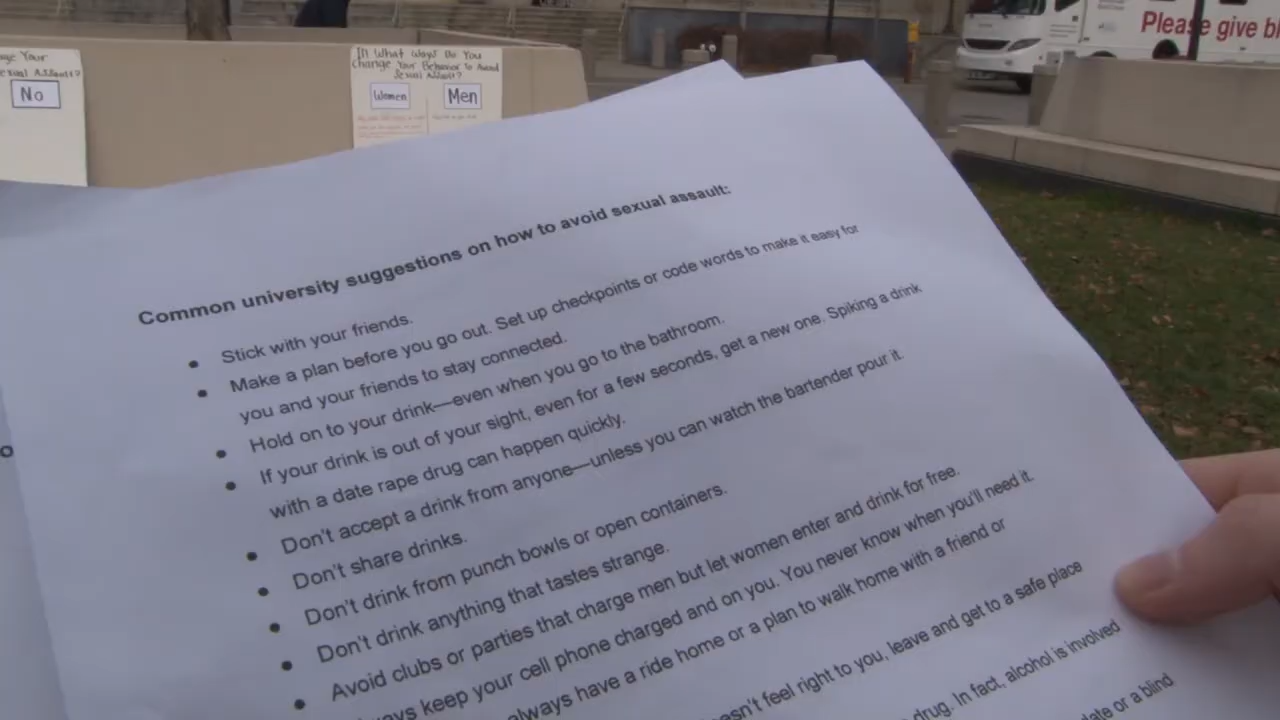 ge Your
exual Assault?
No
In What Ways Do You
Change Your Behavior To Avoid
Sexual Assault?
Women
Men
Please give bl
Common university suggestions on how to avoid sexual assault:
• Stick with your friends.
• Make a plan before you go out. Set up checkpoints or code words to make it easy for
you and your friends to stay connected.
• Hold on to your drink—even when you go to the bathroom.
• If your drink is out of your sight, even for a few seconds, get a new one. Spiking a drink
with a date rape drug can happen quickly.
• Don't accept a drink from anyone—unless you can watch the bartender pour it.
• Don't share drinks.
• Don't drink from punch bowls or open containers.
• Don't drink anything that tastes strange.
• Avoid clubs or parties that charge men but let women enter and drink for free.
ways keep your cell phone charged and on you. You never know when you'll need it.
always have a ride home or a plan to walk home with a friend or
esn't feel right to you, leave and get to a safe place
drug. In fact, alcohol is involved
date or a blind